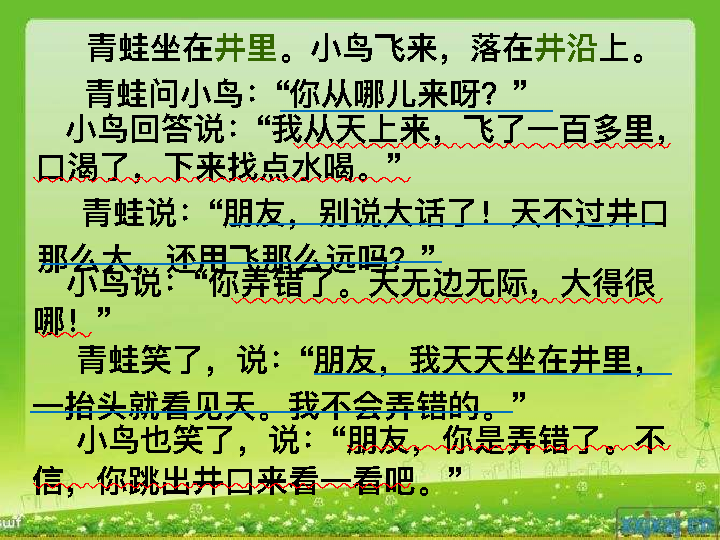 青蛙坐在井里。小鸟飞来，落在井沿上。
青蛙问小鸟：“你从哪儿来呀？”
小鸟回答说：“我从天上来，飞了一百多里，
口渴了，下来找点水喝。”
青蛙说：“朋友，别说大话了！天不过井口
那么大，还用飞那么远吗？”
小鸟说：“你弄错了。天无边无际，大得很
哪！”
青蛙笑了，说：“朋友，我天天坐在井里，
一抬头就看见天。我不会弄错的。”
小鸟也笑了，说：“朋友，你是弄错了。不
信，你跳出井口来看一看吧。”